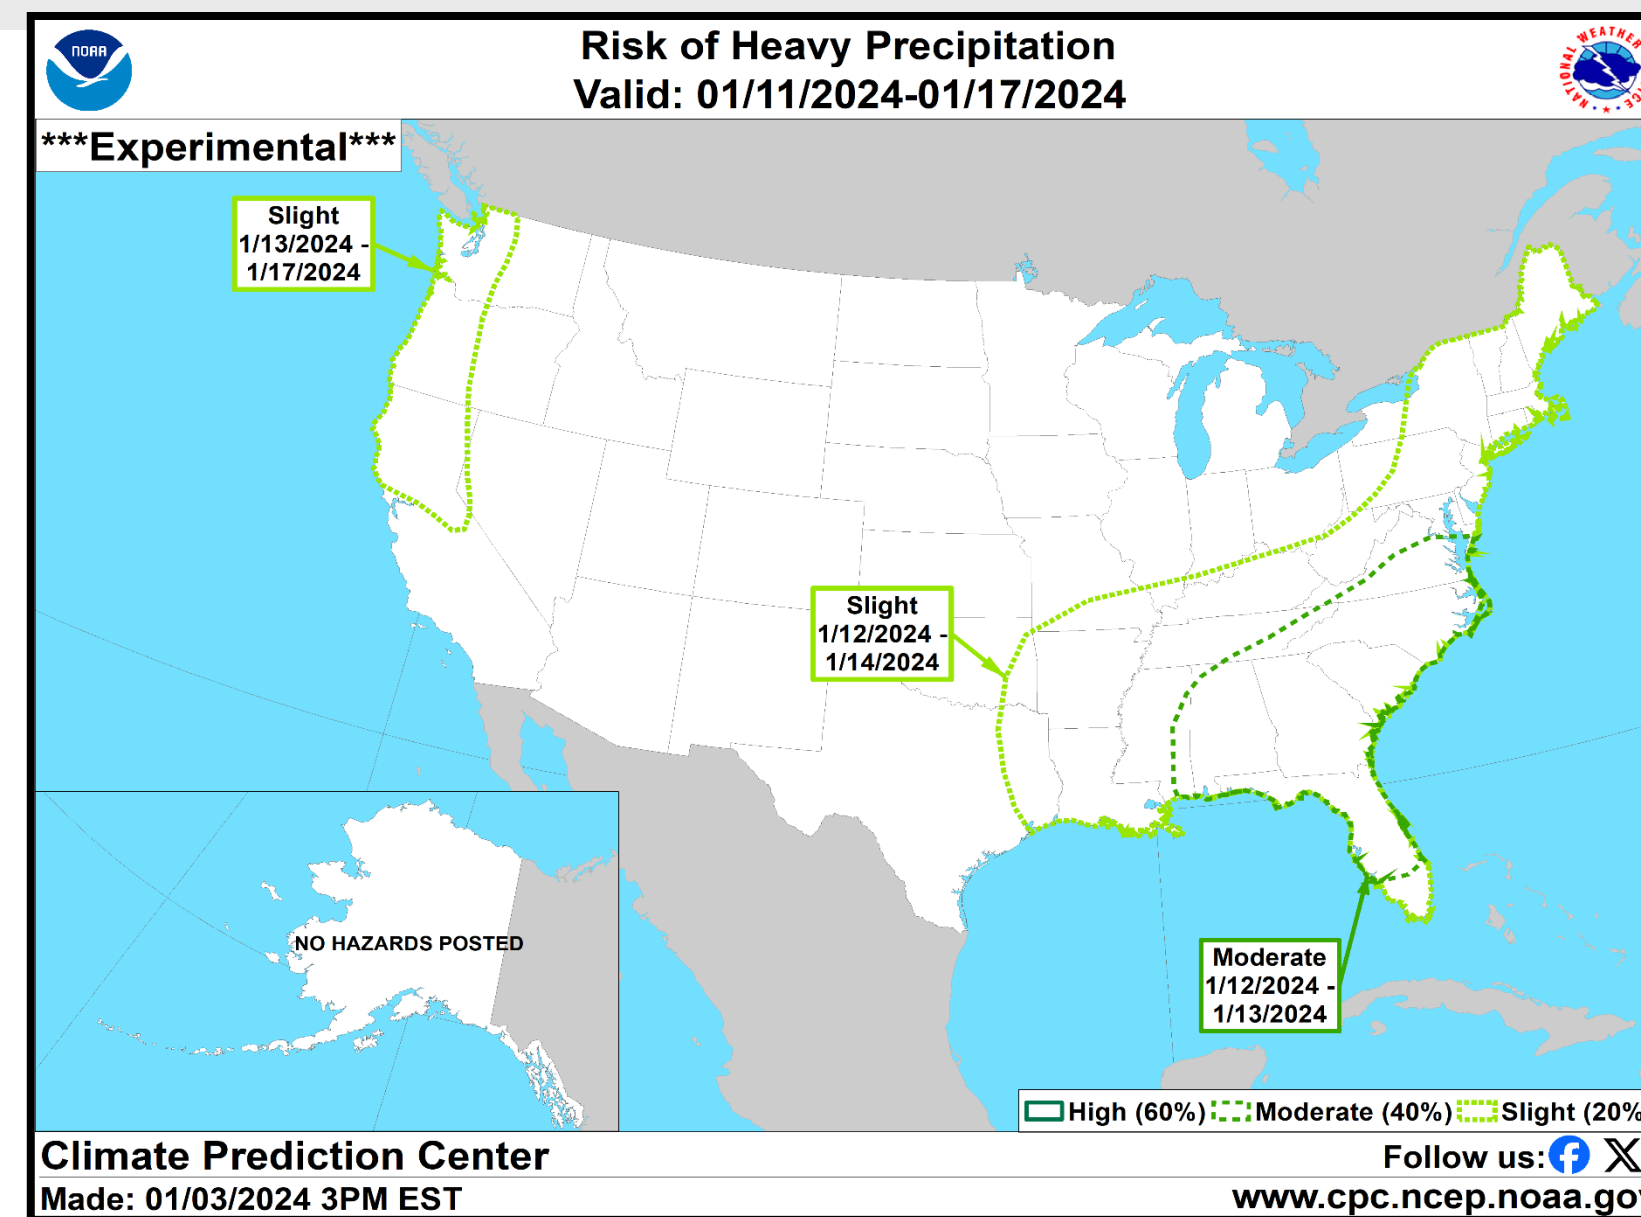 NOAA
Risk of Heavy Precipitation
Valid: 01/11/2024-01/17/2024
NATIONAL WEATHER
***Experimental***
Slight
1/13/2024 -
1/17/2024
Slight
1/12/2024 -
1/14/2024
NO HAZARDS POSTED
Moderate
1/12/2024 -
1/13/2024
High (60%) Moderate (40%) Slight (20%
Climate Prediction Center
Follow us:
Made: 01/03/2024 3PM EST
www.cpc.ncep.noaa.gov